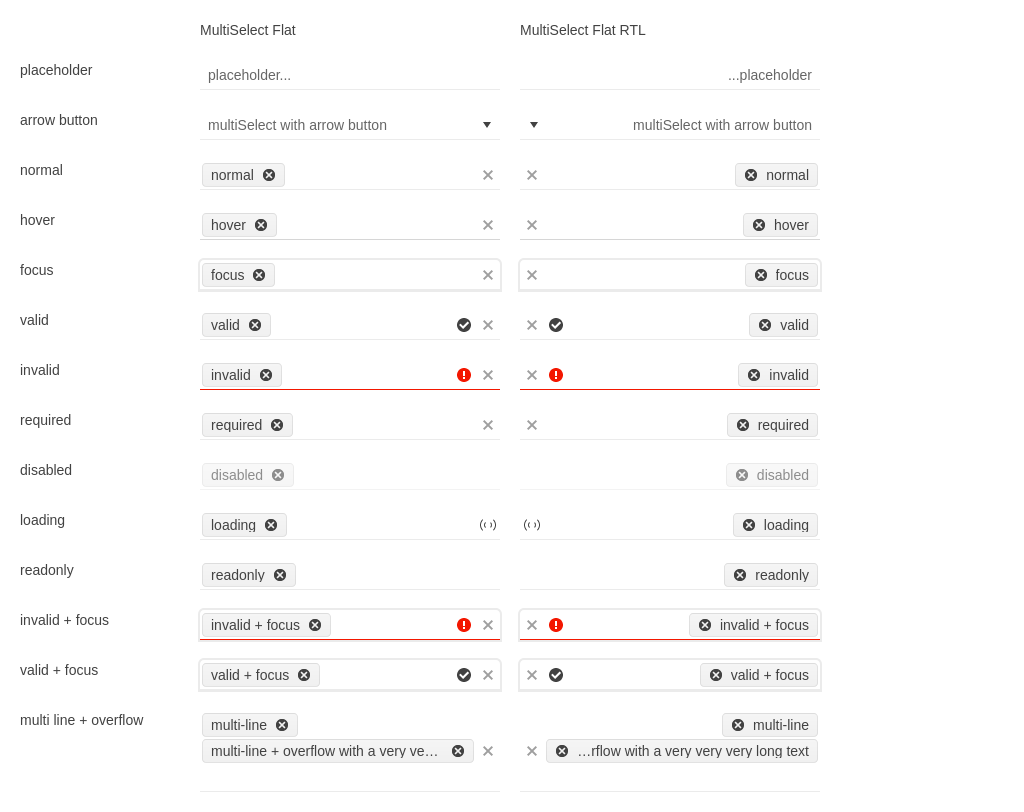 MultiSelect Flat MultiSelect Flat RTL
placeholder placeholder... ...placeholder
arrow button multiSelect with arrow button multiSelect with arrow button
normal normal normal
hover hover hover
focus focus focus
valid valid valid
invalid invalid invalid
required required required
disabled disabled disabled
loading loading loading
readonly readonly readonly
invalid + focus invalid + focus invalid + focus
valid + focus valid + focus valid + focus
multi line + overflow multi-line multi-line
multi-line + overflow with a very ve… …rflow with a very very very long text